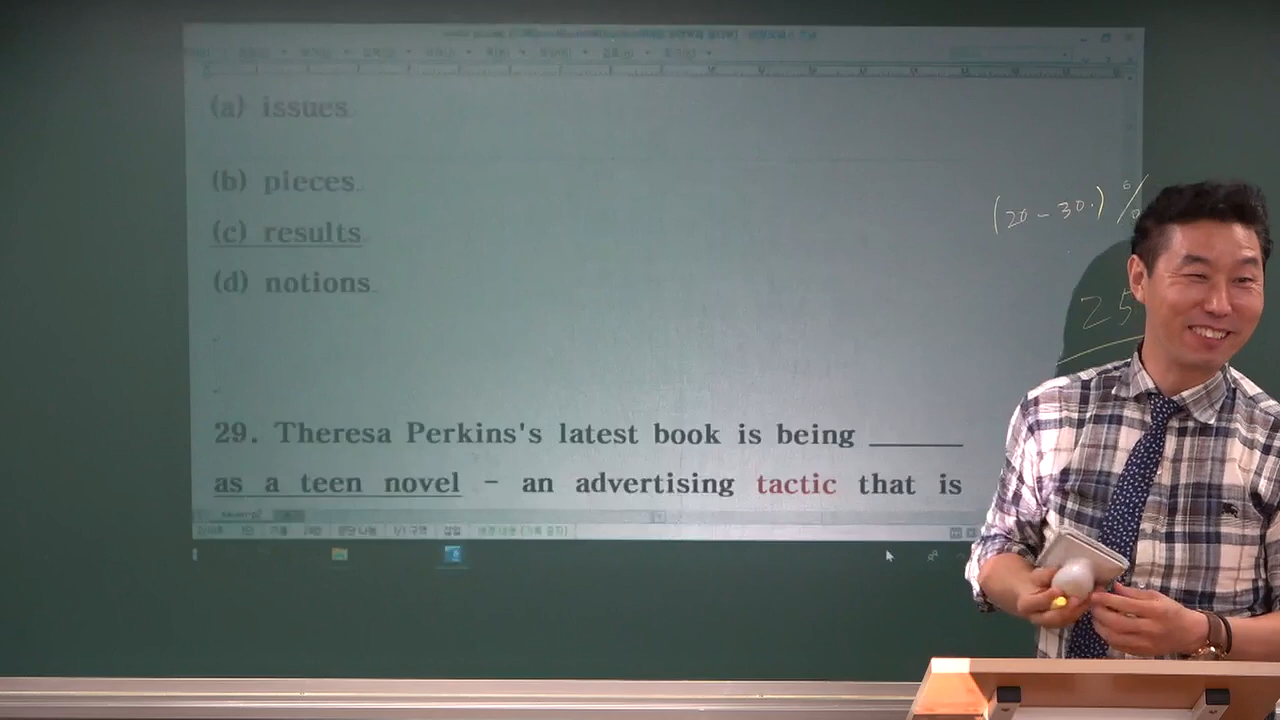 (a) issues
(b) pieces
(c) results
(d) notions
(20-30.) %
25
29. Theresa Perkins's latest book is being ______
as a teen novel - an advertising tactic that is